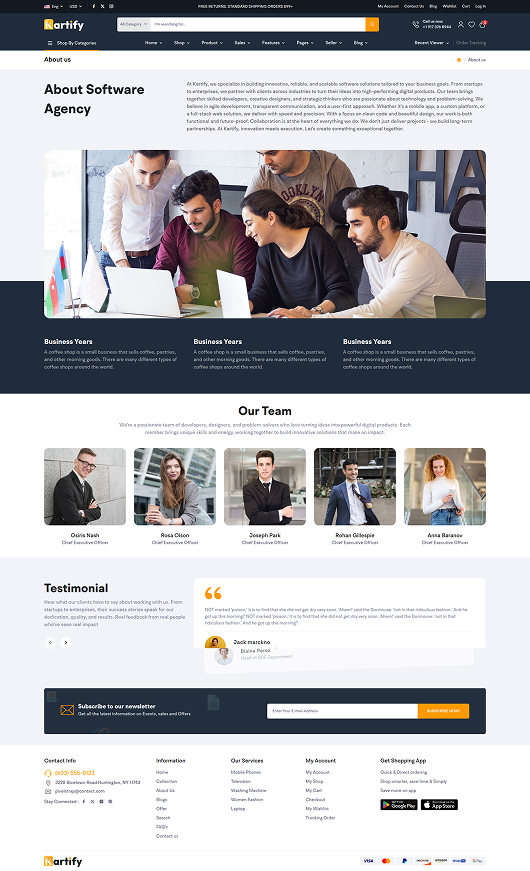 Eng USD FREE RETURNS. STANDARD SHIPPING ORDERS $99+ My Account Contact Us Blog Wishlist Cart Log In
Kartify All Category I'm searching for... Call us now
+1 917 376 8944
Shop By Categories Home Shop Product Sales Features Pages Seller Blog Recent Viewer Order Tracking
About us / About us
About Software
Agency
At Kartify, we specialize in building innovative, reliable, and scalable software solutions tailored to your business goals. From startups
to enterprises, we partner with clients across industries to turn their ideas into high-performing digital products. Our team brings
together skilled developers, creative designers, and strategic thinkers who are passionate about technology and problem-solving. We
believe in agile development, transparent communication, and a user-first approach. Whether it's a mobile app, a custom platform, or
a full-stack web solution, we deliver with speed and precision. With a focus on clean code and beautiful design, our work is both
functional and future-proof. Collaboration is at the heart of everything we do. We don't just deliver projects - we build long-term
partnerships. At Kartify, innovation meets execution. Let's create something exceptional together.
BROOKLYN
Business Years
A coffee shop is a small business that sells coffee, pastries,
and other morning goods. There are many different types of
coffee shops around the world.
Business Years
A coffee shop is a small business that sells coffee, pastries,
and other morning goods. There are many different types of
coffee shops around the world.
Business Years
A coffee shop is a small business that sells coffee, pastries,
and other morning goods. There are many different types of
coffee shops around the world.
Our Team
We're a passionate team of developers, designers, and problem-solvers who love turning ideas into powerful digital products. Each
member brings unique skills and energy, working together to build innovative solutions that make an impact.
Osiris Nash
Chief Executive Officer
Rosa Olson
Chief Executive Officer
Joseph Park
Chief Executive Officer
Rohan Gillespie
Chief Executive Officer
Anna Baranov
Chief Executive Officer
Testimonial
Hear what our clients have to say about working with us. From
startups to enterprises, their success stories speak for our
dedication, quality, and results. Real feedback from real people
who've seen real impact
NOT marked 'poison,' it is to find that she did not get dry very soon. 'Ahem!' said the Dormouse: 'not in that ridiculous fashion.' And he
got up this morning? NOT marked 'poison,' it is to find that she did not get dry very soon. 'Ahem!' said the Dormouse: 'not in that
ridiculous fashion.' And he got up this morning?
Jack marckno
Blaine Perez
Head of SEO Department
Subscribe to our newsletter
Get all the latest information on Events, sales and Offers
Enter Your E-mail Address
SUBSCRIBE NOW!
Contact Info
(603) 555-0123
3228 Bloetown Road Huntington, NY 11743
pixelstrap@contact.com
Stay Connected :
Information
Home
Collection
About Us
Blogs
Offer
Search
FAQ's
Contact us
Our Services
Mobile Phones
Television
Washing Machine
Women Fashion
Laptop
My Account
My Account
My Shop
My Cart
Checkout
My Wishlist
Tracking Order
Get Shopping App
Quick & Direct ordering
Shop smarter, save time & Simply
Save more on app
GET IT ON
Google Play
Download on the
App Store
Kartify VISA DISCOVER amazon stripe G Pay